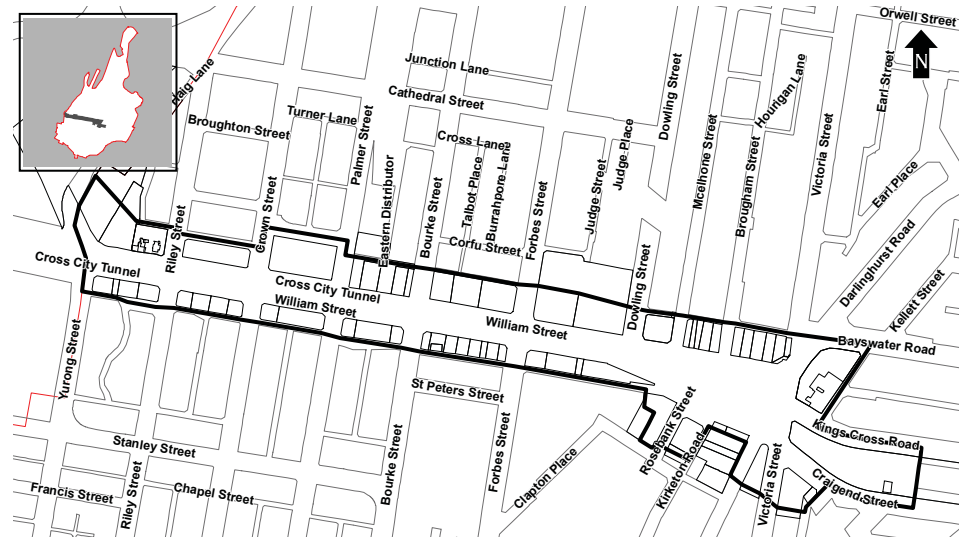 Orwell Street
N
Haig Lane
Junction Lane
Cathedral Street
Turner Lane
Broughton Street
Cross Lane
Palmer Street
Eastern Distributor
Bourke Street
Talbot Place
Burrahpore Lane
Forbes Street
Judge Street
Judge Place
Dowling Street
Mcelhone Street
Brougham Street
Hourigan Lane
Victoria Street
Earl Street
Earl Place
Darlinghurst Road
Kellett Street
Riley Street
Crown Street
Corfu Street
Dowling Street
Cross City Tunnel
Cross City Tunnel
William Street
William Street
Bayswater Road
Yurong Street
St Peters Street
Kings Cross Road
Stanley Street
Riley Street
Bourke Street
Forbes Street
Clapton Place
Rosebank Street
Kirketon Road
Victoria Street
Craigend Street
Francis Street
Chapel Street